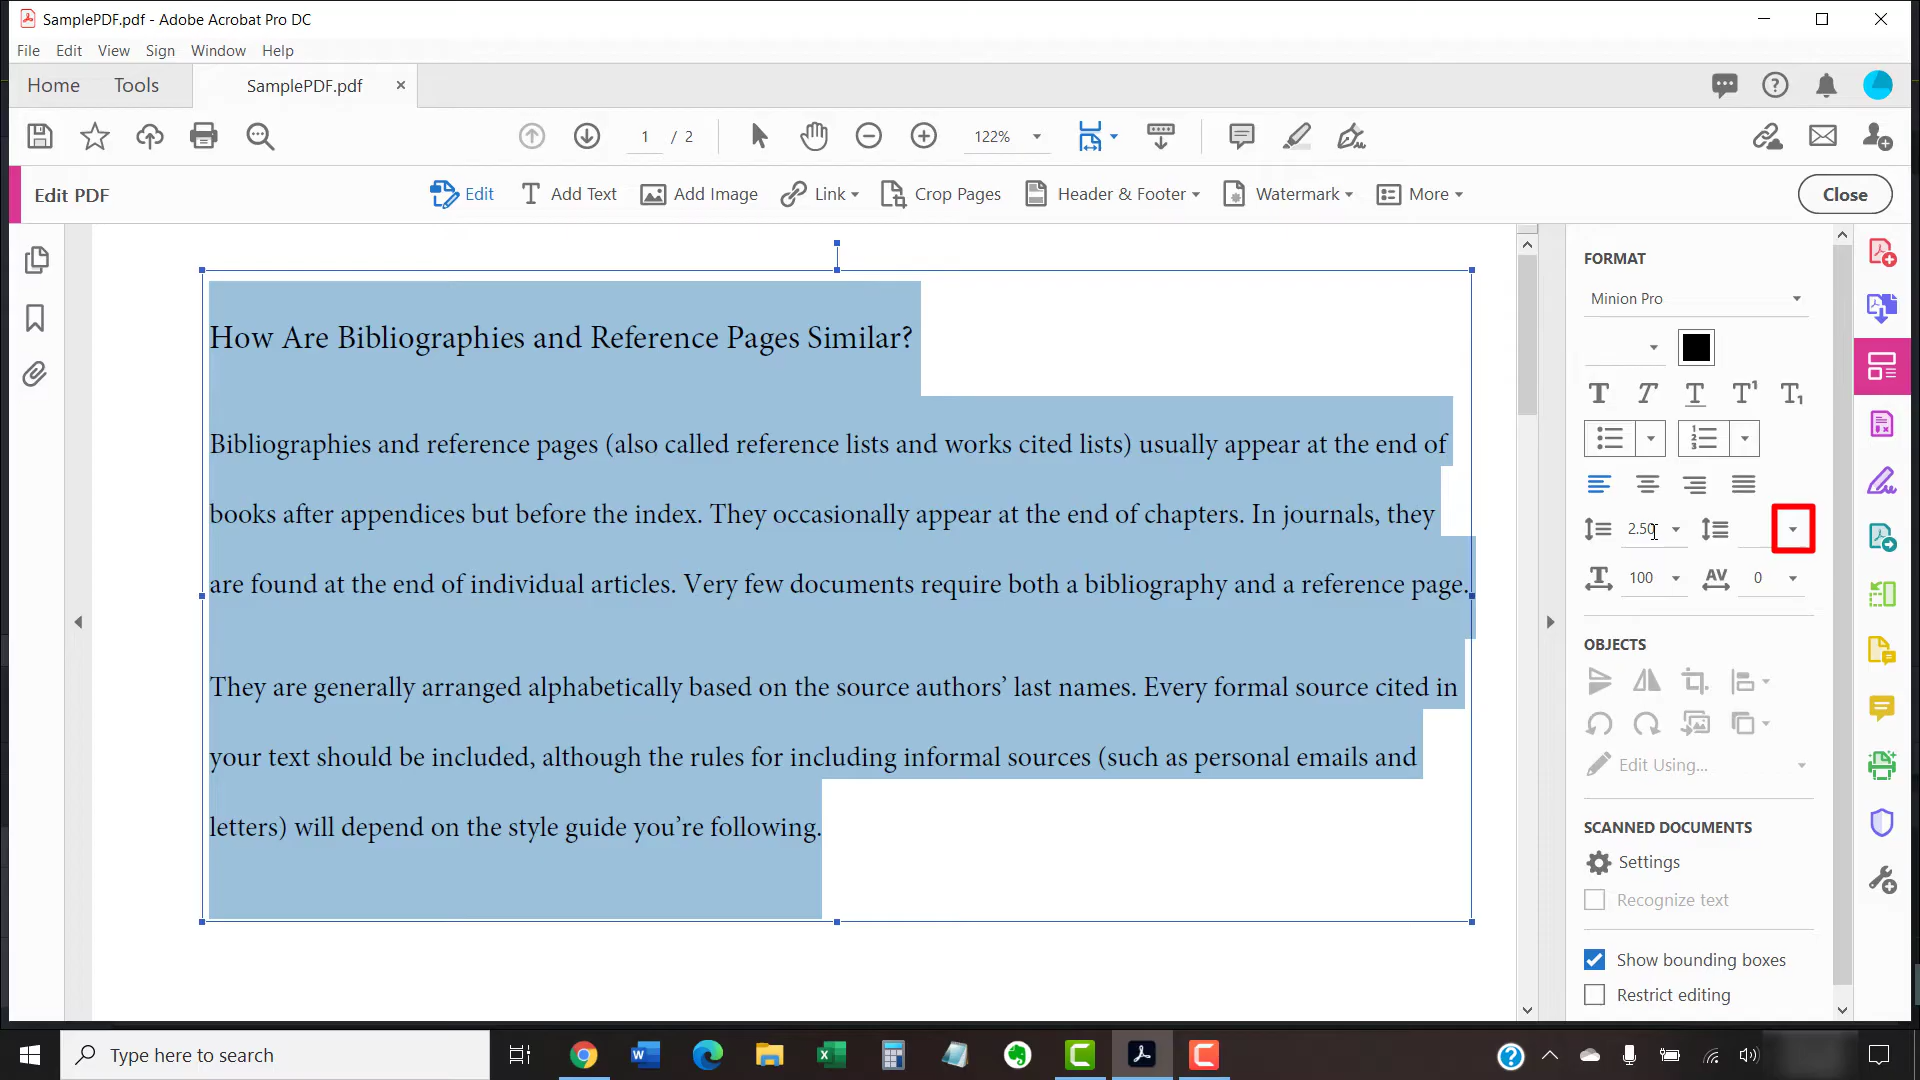 SamplePDF.pdf - Adobe Acrobat Pro DC
File Edit View Sign Window Help
Home Tools SamplePDF.pdf
1 / 2 122%
Edit PDF Edit Add Text Add Image Link Crop Pages Header & Footer Watermark More Close
How Are Bibliographies and Reference Pages Similar?
Bibliographies and reference pages (also called reference lists and works cited lists) usually appear at the end of
books after appendices but before the index. They occasionally appear at the end of chapters. In journals, they
are found at the end of individual articles. Very few documents require both a bibliography and a reference page.
They are generally arranged alphabetically based on the source authors’ last names. Every formal source cited in
your text should be included, although the rules for including informal sources (such as personal emails and
letters) will depend on the style guide you’re following.
FORMAT
Minion Pro
2.50
100 0
OBJECTS
Edit Using...
SCANNED DOCUMENTS
Settings
Recognize text
Show bounding boxes
Restrict editing
Type here to search